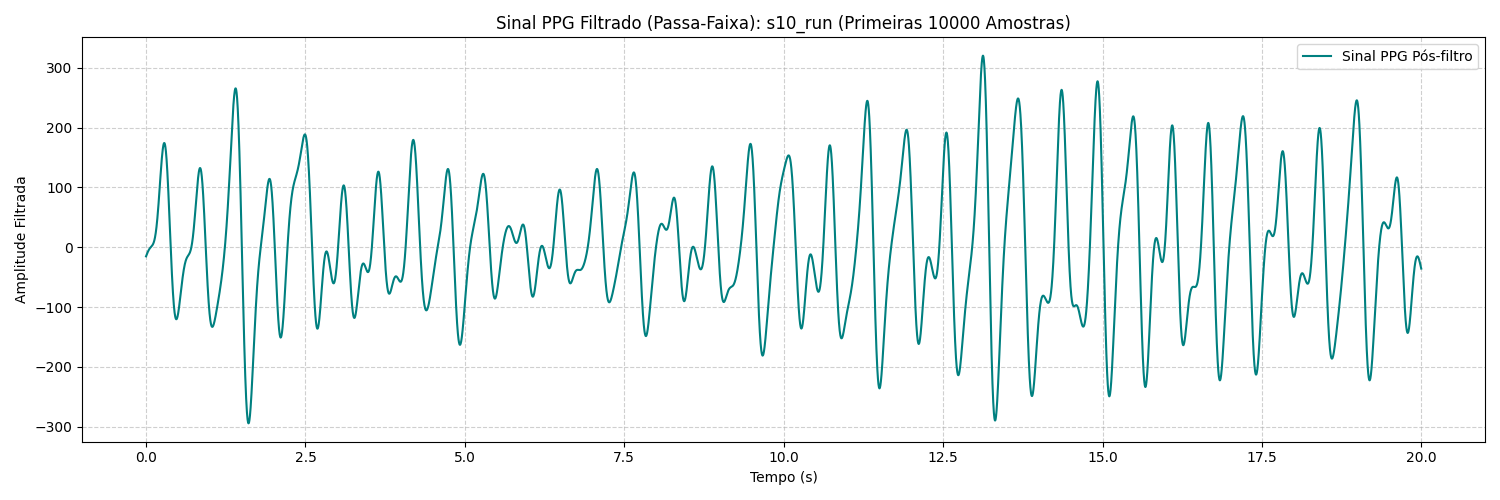 Sinal PPG Filtrado (Passa-Faixa): s10_run (Primeiras 10000 Amostras)
Sinal PPG Pós-filtro
Amplitude Filtrada
300
200
100
0
−100
−200
−300
0.0 2.5 5.0 7.5 10.0 12.5 15.0 17.5 20.0
Tempo (s)